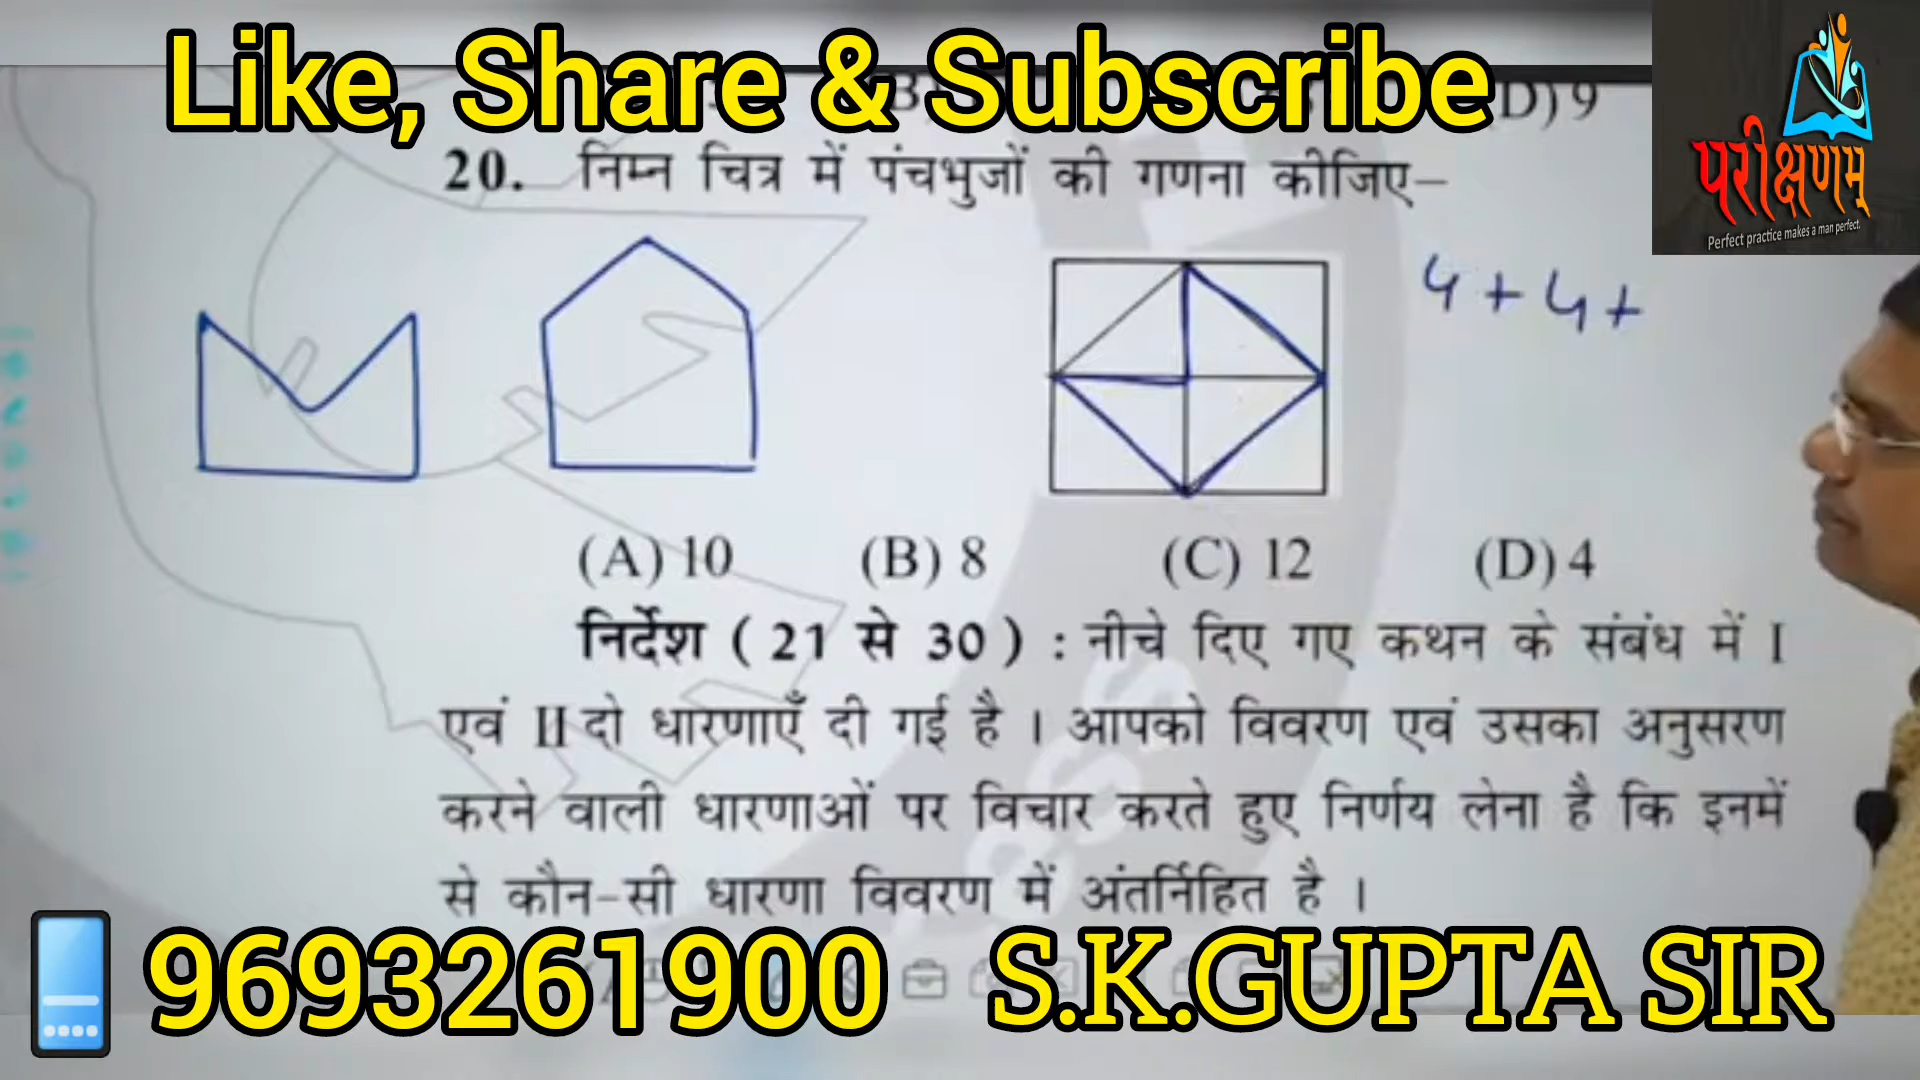 Like, Share & Subscribe
(D) 9
परीक्षणम्
Perfect practice makes a man perfect.
20. निम्न चित्र में पंचभुजों की गणना कीजिए–
4 + 4 +
(A) 10 (B) 8 (C) 12 (D) 4
निर्देश ( 21 से 30 ) : नीचे दिए गए कथन के संबंध में I
एवं II दो धारणाएँ दी गई है । आपको विवरण एवं उसका अनुसरण
करने वाली धारणाओं पर विचार करते हुए निर्णय लेना है कि इनमें
से कौन-सी धारणा विवरण में अंतर्निहित है ।
9693261900 S.K.GUPTA SIR